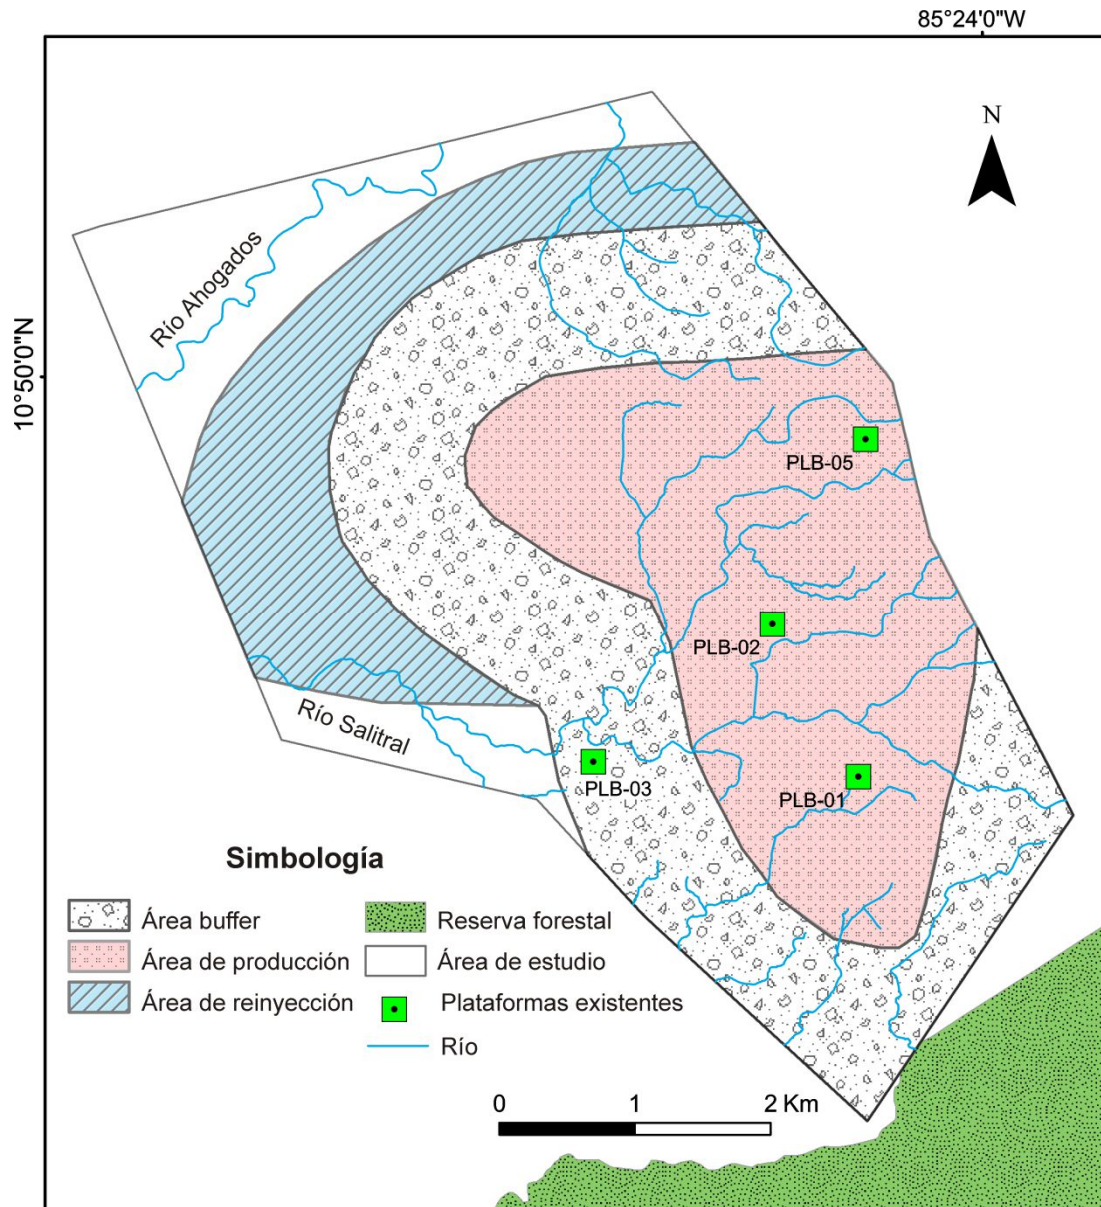 85°24'0"W
N
Río Ahogados
10°50'0"N
PLB-05
PLB-02
Río Salitral
PLB-03
PLB-01
Simbología
Área buffer
Reserva forestal
Área de producción
Área de estudio
Área de reinyección
Plataformas existentes
Río
0 1 2 Km